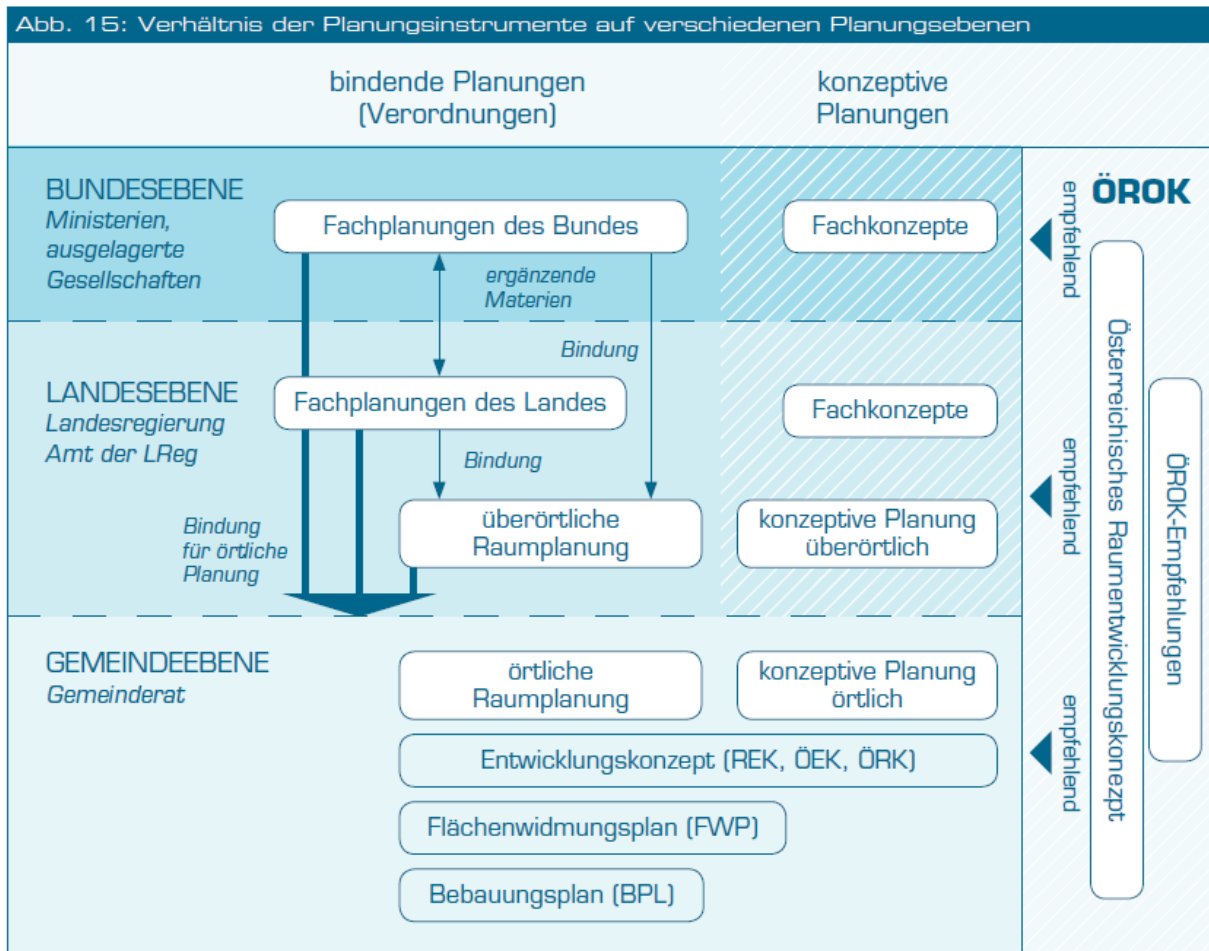 Abb. 15: Verhältnis der Planungsinstrumente auf verschiedenen Planungsebenen
bindende Planungen
(Verordnungen)
konzeptive
Planungen
BUNDESEBENE
Ministerien,
ausgelagerte
Gesellschaften
Fachplanungen des Bundes
Fachkonzepte
ergänzende
Materien
Bindung
LANDESEBENE
Landesregierung
Amt der LReg
Fachplanungen des Landes
Fachkonzepte
Bindung
Bindung
für örtliche
Planung
überörtliche
Raumplanung
konzeptive Planung
überörtlich
GEMEINDEEBENE
Gemeinderat
örtliche
Raumplanung
konzeptive Planung
örtlich
Entwicklungskonzept (REK, ÖEK, ÖRK)
Flächenwidmungsplan (FWP)
Bebauungsplan (BPL)
ÖROK
empfehlend
empfehlend
empfehlend
Österreichisches Raumentwicklungskonezpt
ÖROK-Empfehlungen